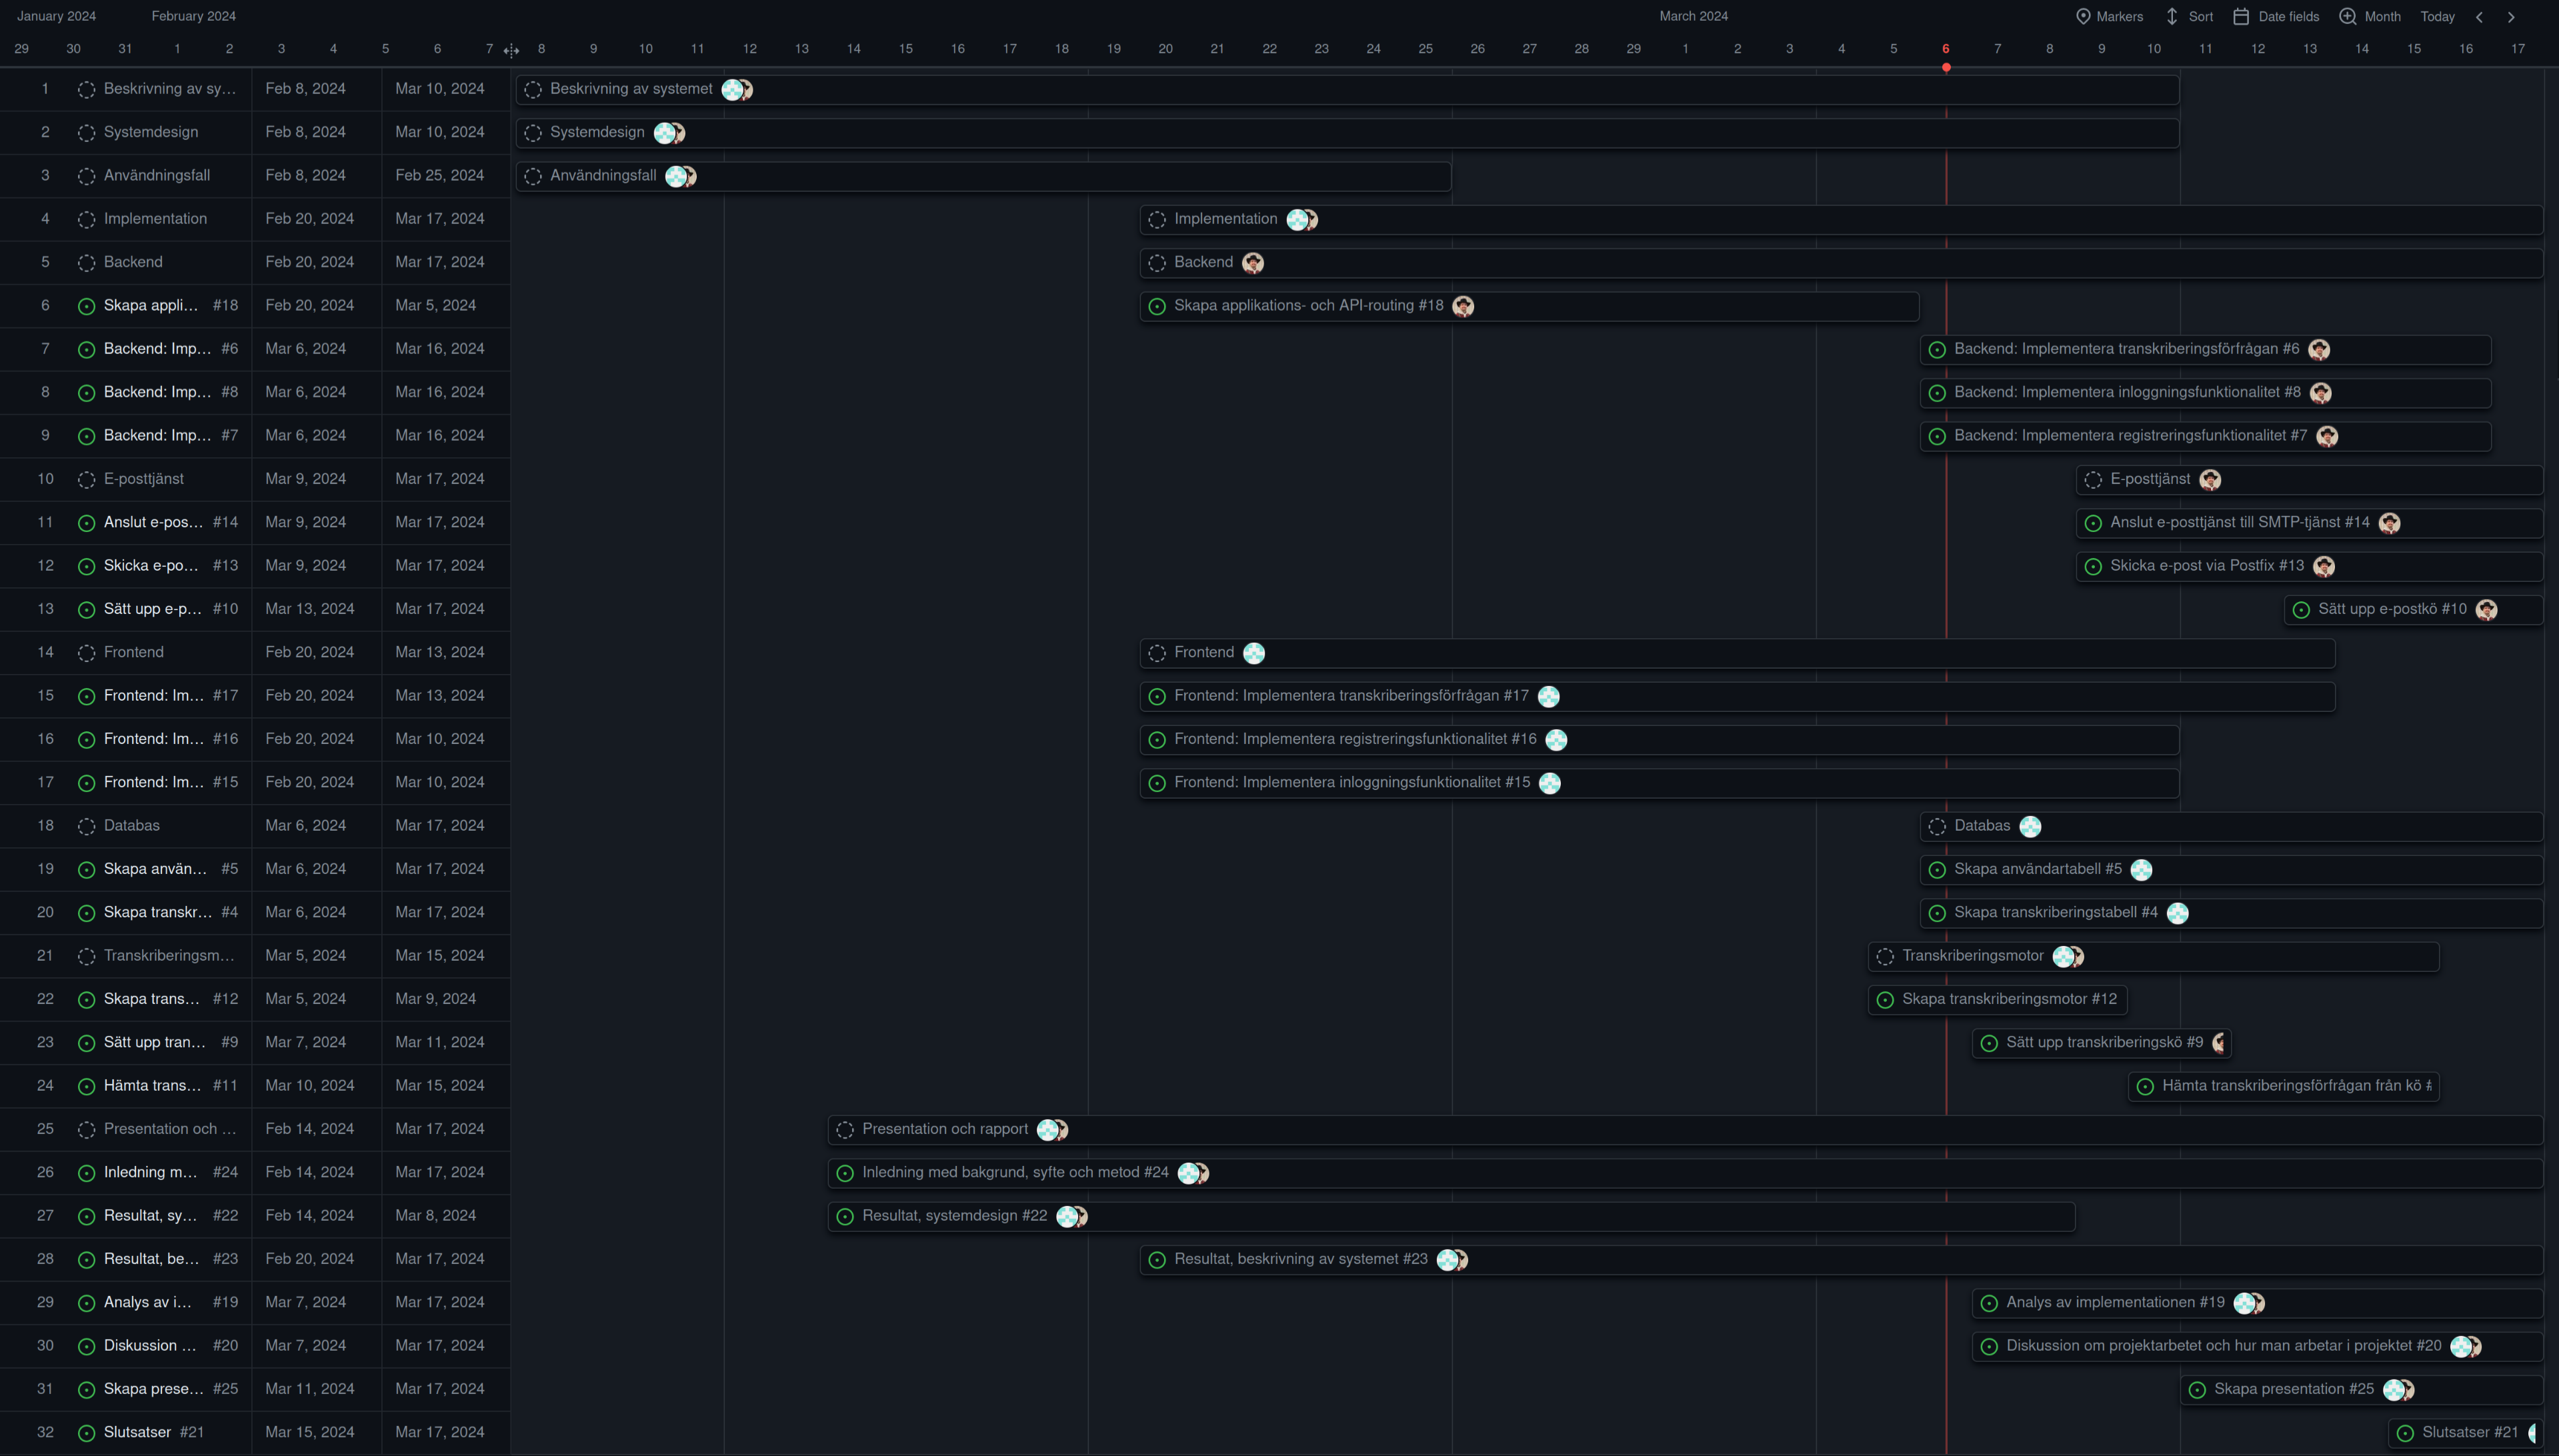 January 2024 February 2024 March 2024 Markers Sort Date fields Month Today
29 30 31 1 2 3 4 5 6 7 8 9 10 11 12 13 14 15 16 17 18 19 20 21 22 23 24 25 26 27 28 29 1 2 3 4 5 6 7 8 9 10 11 12 13 14 15 16 17
1 Beskrivning av sy… Feb 8, 2024 Mar 10, 2024 Beskrivning av systemet
2 Systemdesign Feb 8, 2024 Mar 10, 2024 Systemdesign
3 Användningsfall Feb 8, 2024 Feb 25, 2024 Användningsfall
4 Implementation Feb 20, 2024 Mar 17, 2024 Implementation
5 Backend Feb 20, 2024 Mar 17, 2024 Backend
6 Skapa appli… #18 Feb 20, 2024 Mar 5, 2024 Skapa applikations- och API-routing #18
7 Backend: Imp… #6 Mar 6, 2024 Mar 16, 2024 Backend: Implementera transkriberingsförfrågan #6
8 Backend: Imp… #8 Mar 6, 2024 Mar 16, 2024 Backend: Implementera inloggningsfunktionalitet #8
9 Backend: Imp… #7 Mar 6, 2024 Mar 16, 2024 Backend: Implementera registreringsfunktionalitet #7
10 E-posttjänst Mar 9, 2024 Mar 17, 2024 E-posttjänst
11 Anslut e-pos… #14 Mar 9, 2024 Mar 17, 2024 Anslut e-posttjänst till SMTP-tjänst #14
12 Skicka e-po… #13 Mar 9, 2024 Mar 17, 2024 Skicka e-post via Postfix #13
13 Sätt upp e-p… #10 Mar 13, 2024 Mar 17, 2024 Sätt upp e-postkö #10
14 Frontend Feb 20, 2024 Mar 13, 2024 Frontend
15 Frontend: Im… #17 Feb 20, 2024 Mar 13, 2024 Frontend: Implementera transkriberingsförfrågan #17
16 Frontend: Im… #16 Feb 20, 2024 Mar 10, 2024 Frontend: Implementera registreringsfunktionalitet #16
17 Frontend: Im… #15 Feb 20, 2024 Mar 10, 2024 Frontend: Implementera inloggningsfunktionalitet #15
18 Databas Mar 6, 2024 Mar 17, 2024 Databas
19 Skapa använ… #5 Mar 6, 2024 Mar 17, 2024 Skapa användartabell #5
20 Skapa transkr… #4 Mar 6, 2024 Mar 17, 2024 Skapa transkriberingstabell #4
21 Transkriberingsm… Mar 5, 2024 Mar 15, 2024 Transkriberingsmotor
22 Skapa trans… #12 Mar 5, 2024 Mar 9, 2024 Skapa transkriberingsmotor #12
23 Sätt upp tran… #9 Mar 7, 2024 Mar 11, 2024 Sätt upp transkriberingskö #9
24 Hämta trans… #11 Mar 10, 2024 Mar 15, 2024 Hämta transkriberingsförfrågan från kö #
25 Presentation och … Feb 14, 2024 Mar 17, 2024 Presentation och rapport
26 Inledning m… #24 Feb 14, 2024 Mar 17, 2024 Inledning med bakgrund, syfte och metod #24
27 Resultat, sy… #22 Feb 14, 2024 Mar 8, 2024 Resultat, systemdesign #22
28 Resultat, be… #23 Feb 20, 2024 Mar 17, 2024 Resultat, beskrivning av systemet #23
29 Analys av i… #19 Mar 7, 2024 Mar 17, 2024 Analys av implementationen #19
30 Diskussion … #20 Mar 7, 2024 Mar 17, 2024 Diskussion om projektarbetet och hur man arbetar i projektet #20
31 Skapa prese… #25 Mar 11, 2024 Mar 17, 2024 Skapa presentation #25
32 Slutsatser #21 Mar 15, 2024 Mar 17, 2024 Slutsatser #21